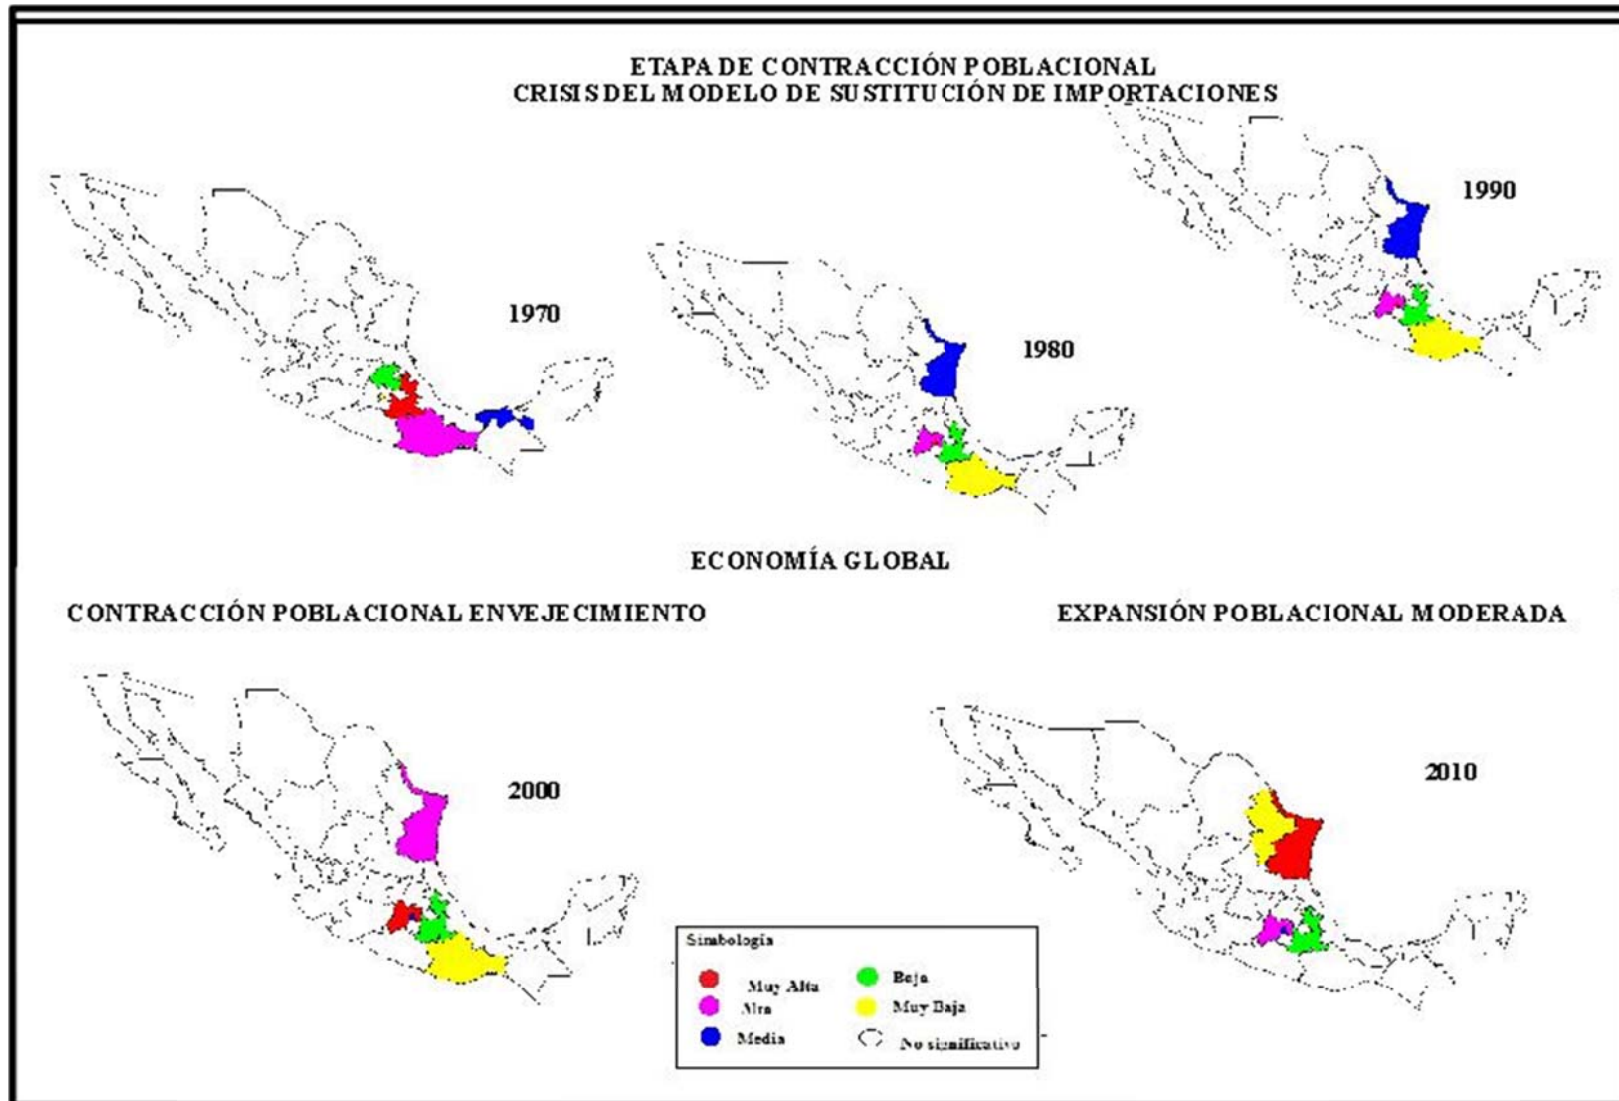 ETAPA DE CONTRACCIÓN POBLACIONAL
CRISIS DEL MODELO DE SUSTITUCIÓN DE IMPORTACIONES
1990
1970
1980
ECONOMÍA GLOBAL
CONTRACCIÓN POBLACIONAL ENVEJECIMIENTO
EXPANSIÓN POBLACIONAL MODERADA
2000
2010
Simbología
Muy Alta
Alta
Media
Baja
Muy Baja
No significativo